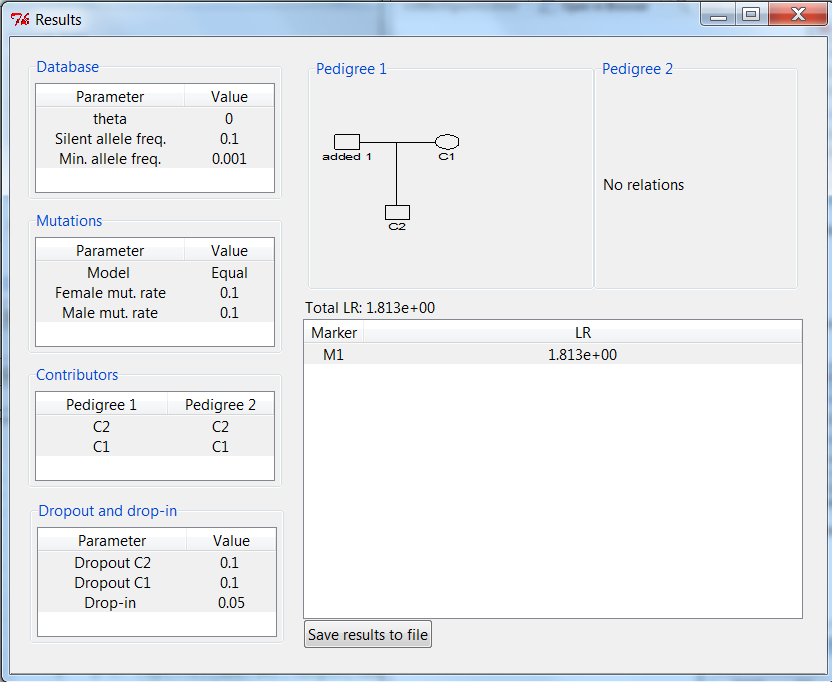 Results
Database
Parameter Value
theta 0
Silent allele freq. 0.1
Min. allele freq. 0.001
Mutations
Parameter Value
Model Equal
Female mut. rate 0.1
Male mut. rate 0.1
Contributors
Pedigree 1 Pedigree 2
C2 C2
C1 C1
Dropout and drop-in
Parameter Value
Dropout C2 0.1
Dropout C1 0.1
Drop-in 0.05
Pedigree 1
added 1 C1
C2
Pedigree 2
No relations
Total LR: 1.813e+00
Marker LR
M1 1.813e+00
Save results to file